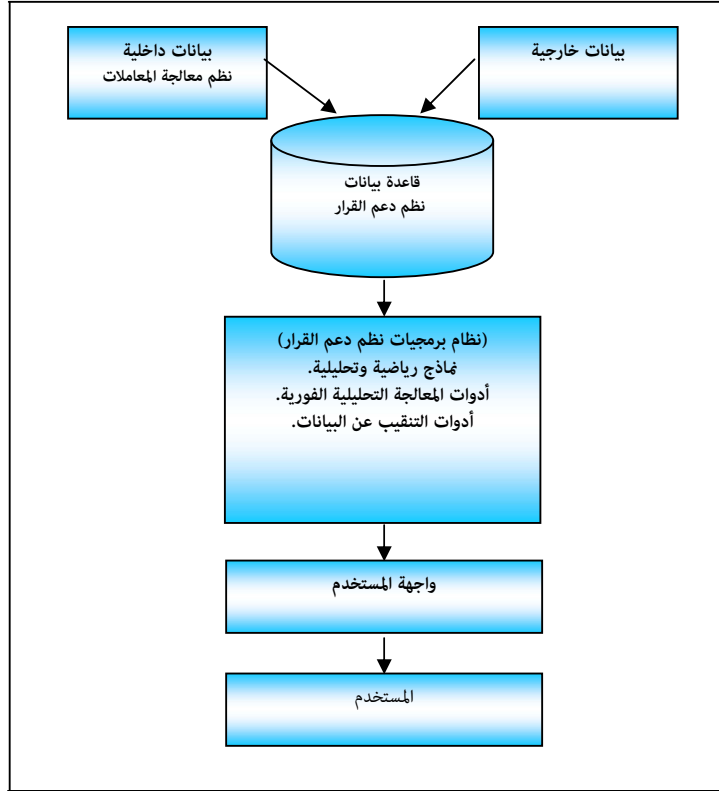 بيانات خارجية
بيانات داخلية
نظم معالجة المعاملات
قاعدة بيانات
نظم دعم القرار
(نظام برمجيات نظم دعم القرار)
نماذج رياضية وتحليلية.
أدوات المعالجة التحليلية الفورية.
أدوات التنقيب عن البيانات.
واجهة المستخدم
المستخدم